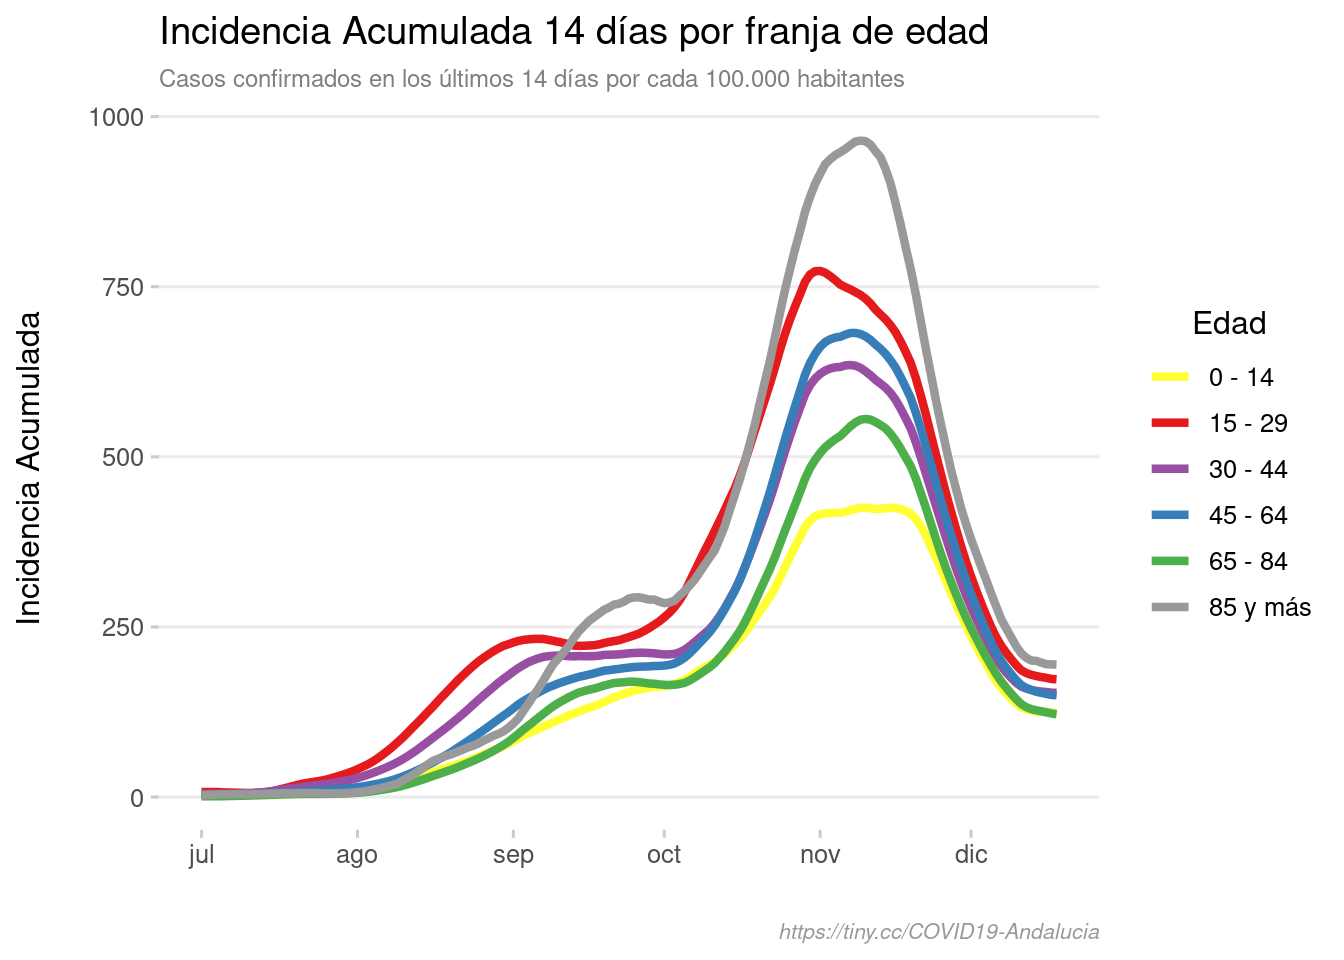 Incidencia Acumulada 14 días por franja de edad
Casos confirmados en los últimos 14 días por cada 100.000 habitantes
Incidencia Acumulada
1000
750
500
250
0
jul ago sep oct nov dic
Edad
0 - 14
15 - 29
30 - 44
45 - 64
65 - 84
85 y más
https://tiny.cc/COVID19-Andalucia